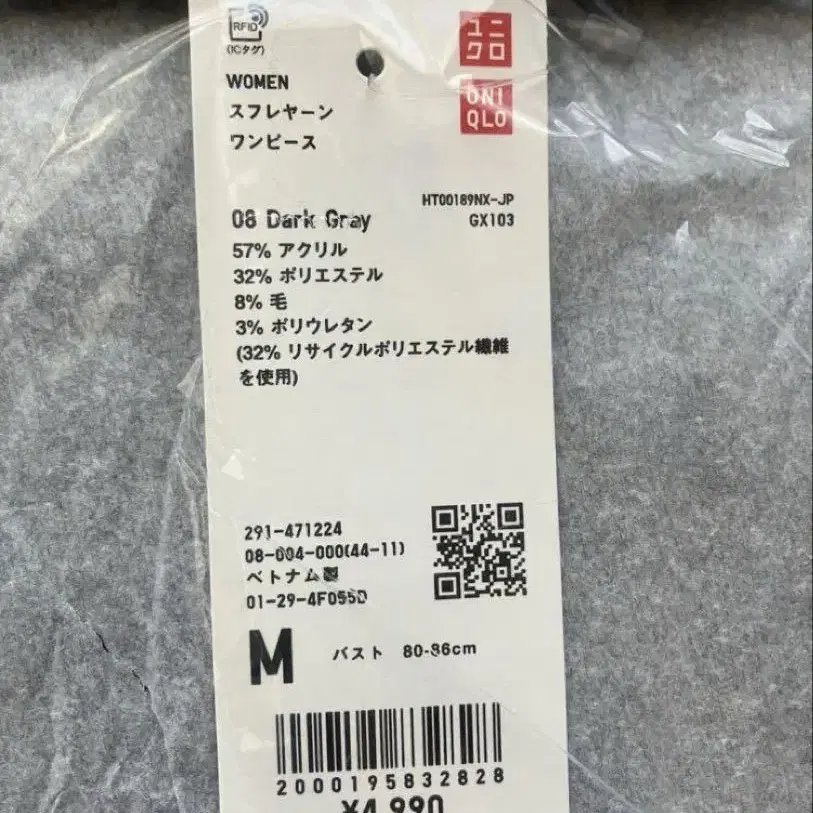 RFID
(ICタグ)
ユニ
クロ
UNI
QLO
WOMEN
スフレヤーン
ワンピース
HT00189NX-JP
08 Dark Gray
GX103
57% アクリル
32% ポリエステル
8% 毛
3% ポリウレタン
(32% リサイクルポリエステル繊維
を使用)
291-471224
08-004-000(44-11)
ベトナム製
01-29-4F055D
M バスト 80-86cm
2000195832828
¥4,990